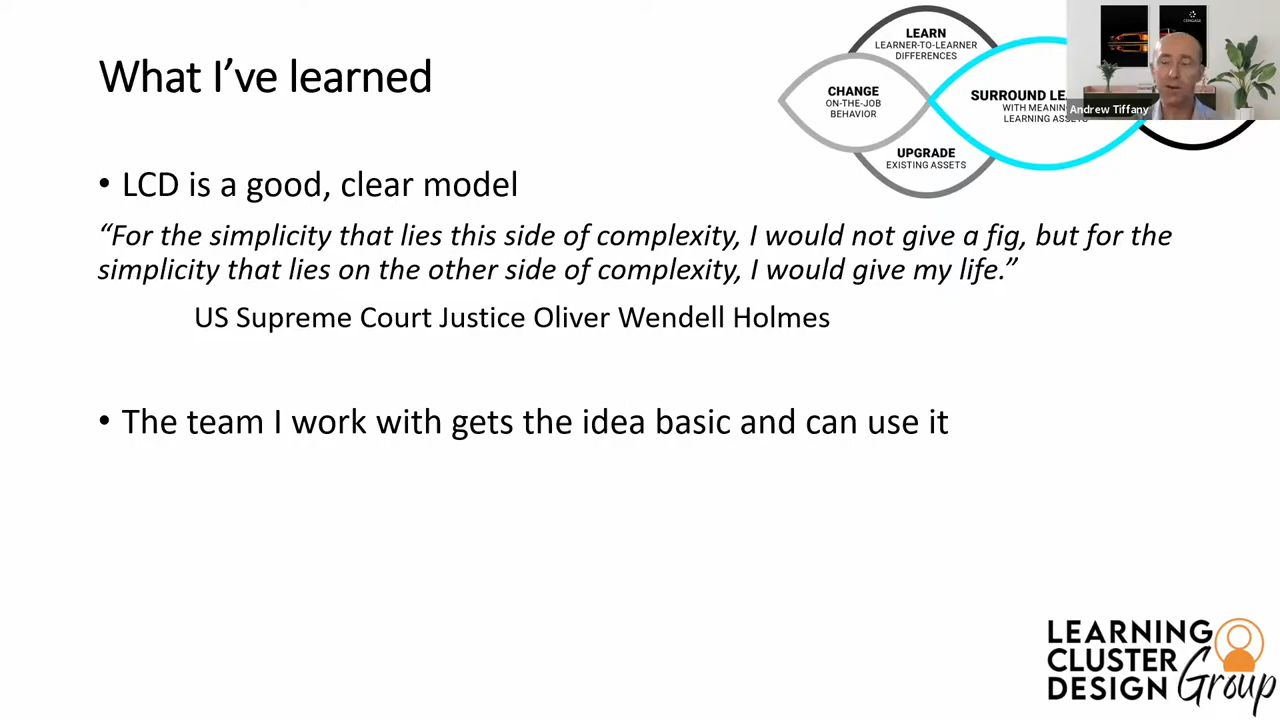 What I've learned
LEARN
LEARNER-TO-LEARNER
DIFFERENCES
CHANGE
ON-THE-JOB
BEHAVIOR
SURROUND
WITH
LEARNING ASSETS
UPGRADE
EXISTING ASSETS
CENGAGE
Andrew Tiffany
• LCD is a good, clear model
“For the simplicity that lies this side of complexity, I would not give a fig, but for the
simplicity that lies on the other side of complexity, I would give my life.”
US Supreme Court Justice Oliver Wendell Holmes
• The team I work with gets the idea basic and can use it
LEARNING
CLUSTER
DESIGN Group